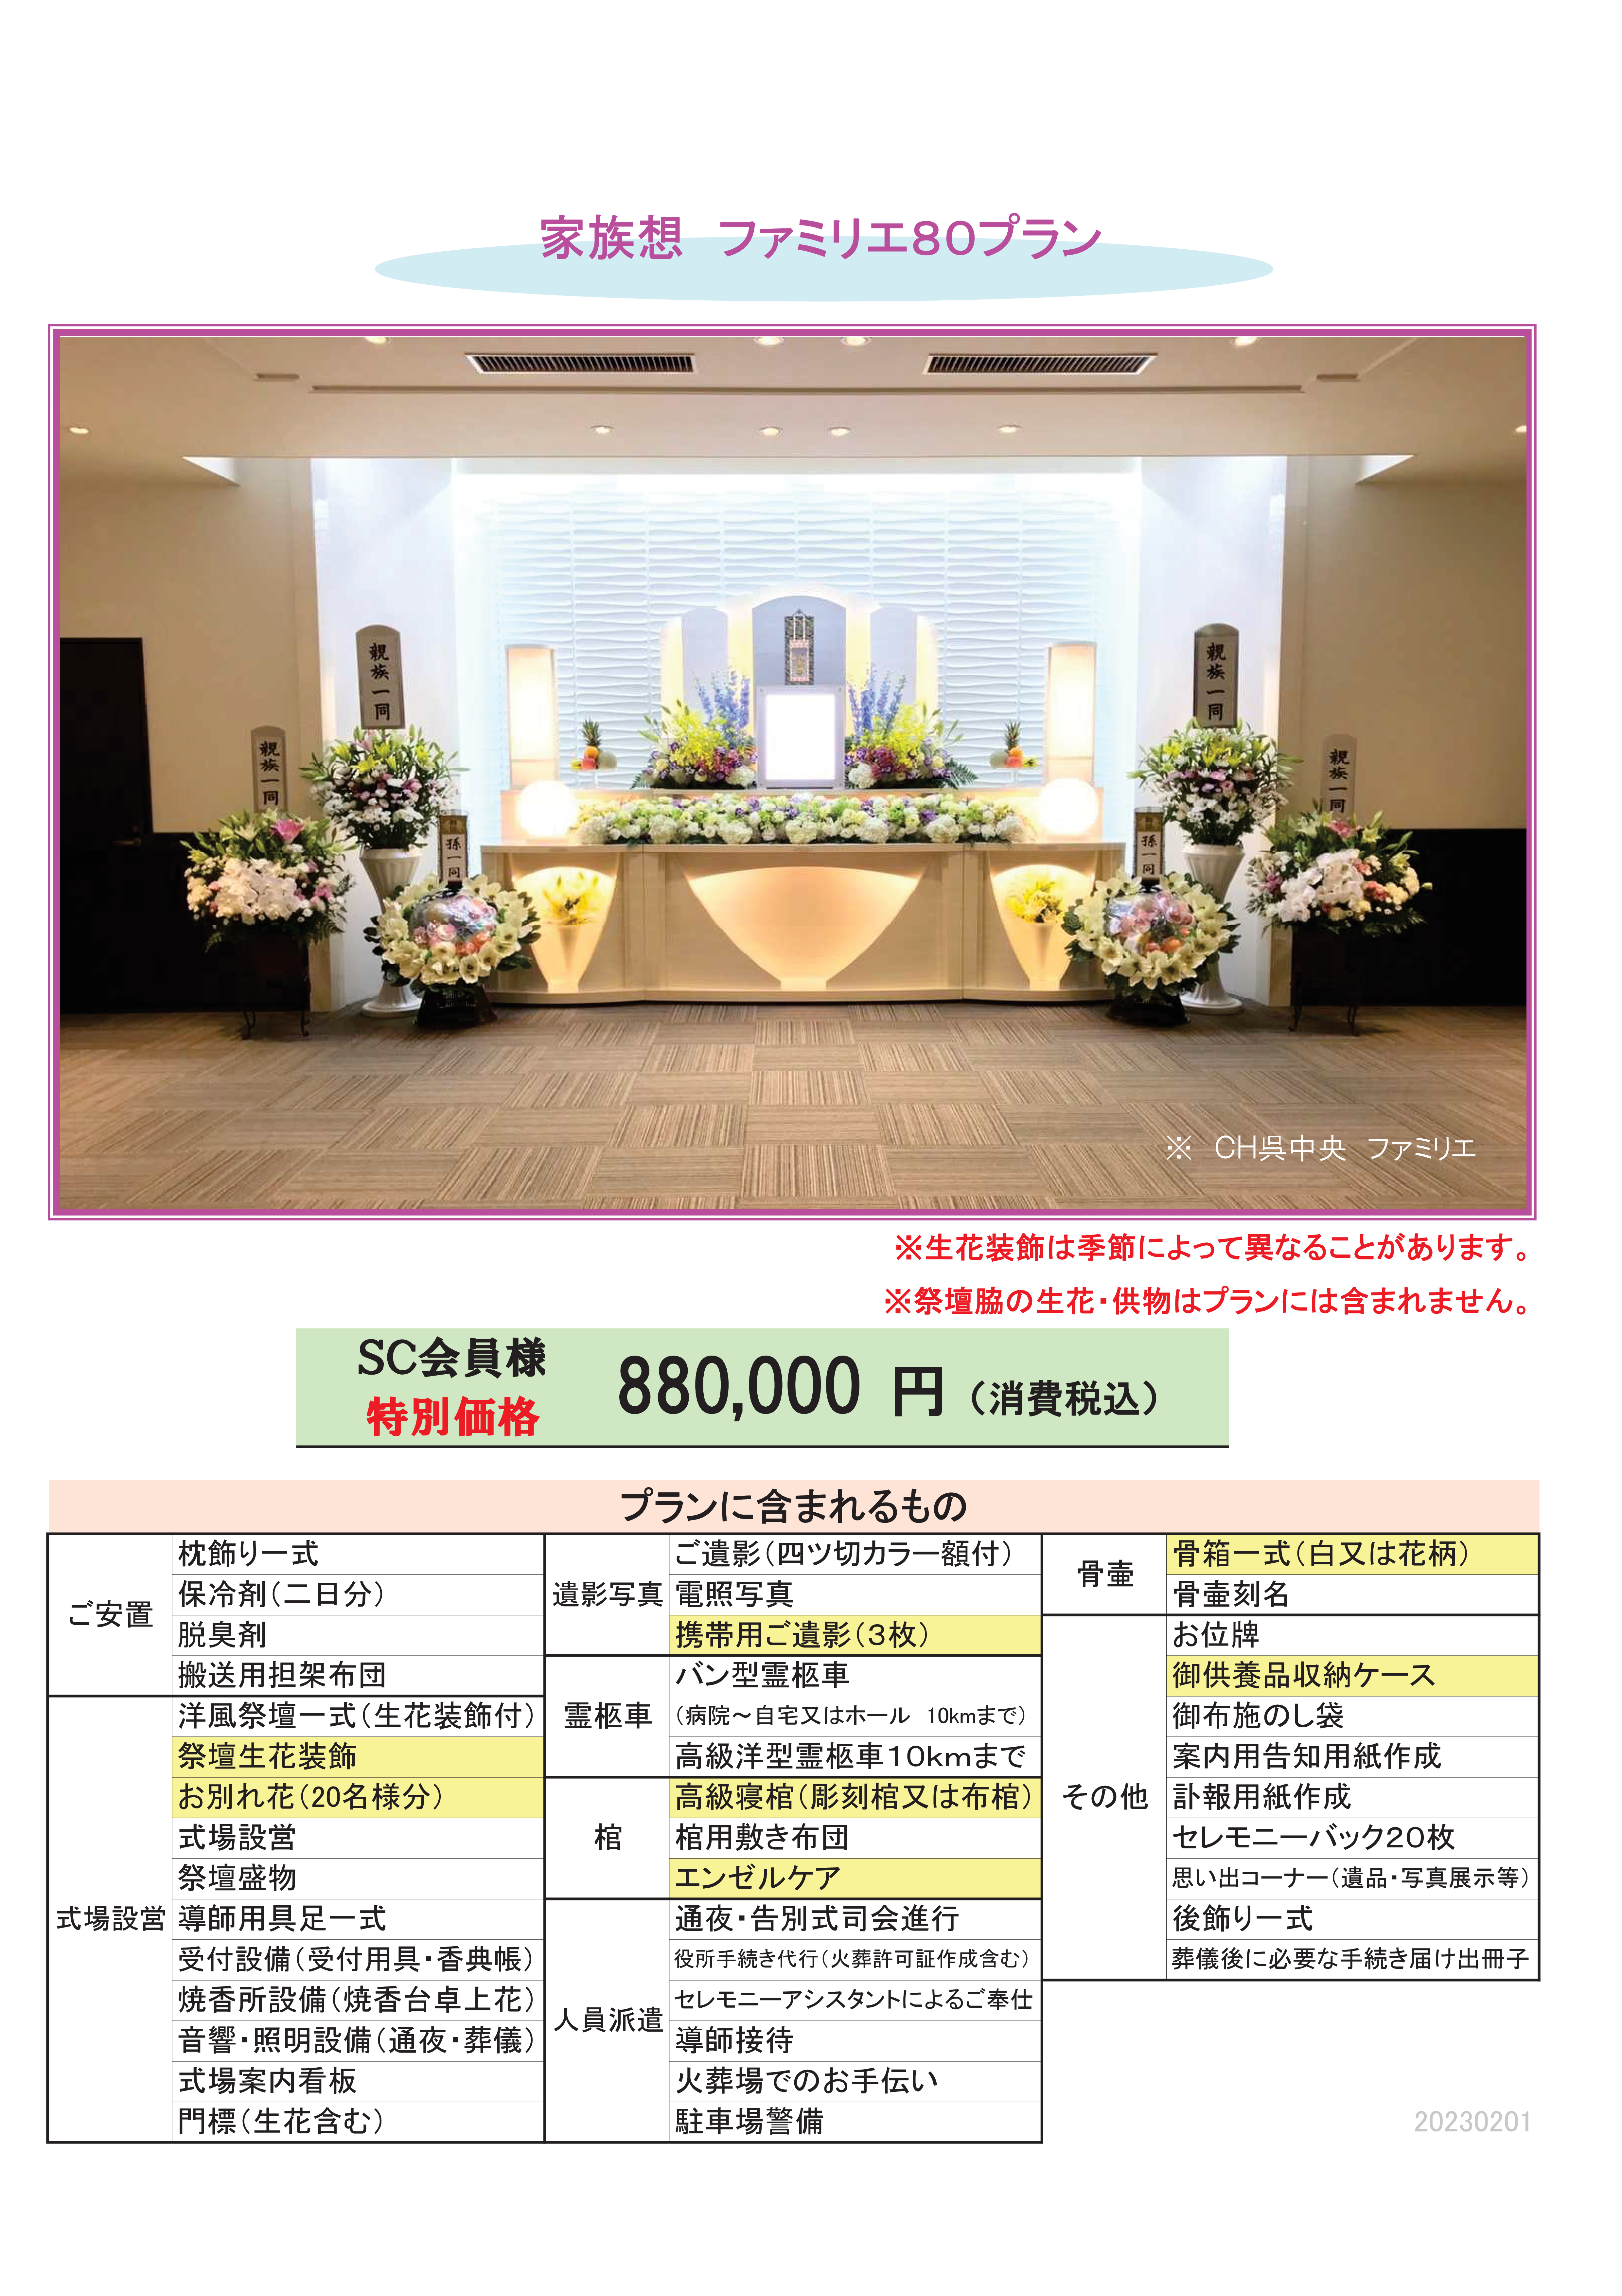 家族想　ファミリエ８０プラン
親族一同
親族一同
親族一同
親族一同
孫一同
孫一同
※　CH呉中央　ファミリエ
※生花装飾は季節によって異なることがあります。
※祭壇脇の生花・供物はプランには含まれません。
SC会員様
特別価格
880,000 円（消費税込）
プランに含まれるもの
ご安置
枕飾り一式
保冷剤（二日分）
脱臭剤
搬送用担架布団
式場設営
洋風祭壇一式（生花装飾付）
祭壇生花装飾
お別れ花（20名様分）
式場設営
祭壇盛物
導師用具足一式
受付設備（受付用具・香典帳）
焼香所設備（焼香台卓上花）
音響・照明設備（通夜・葬儀）
式場案内看板
門標（生花含む）
遺影写真
ご遺影（四ツ切カラー額付）
電照写真
携帯用ご遺影（３枚）
霊柩車
バン型霊柩車
（病院～自宅又はホール　10kmまで）
高級洋型霊柩車１０ｋｍまで
棺
高級寝棺（彫刻棺又は布棺）
棺用敷き布団
エンゼルケア
人員派遣
通夜・告別式司会進行
役所手続き代行（火葬許可証作成含む）
セレモニーアシスタントによるご奉仕
導師接待
火葬場でのお手伝い
駐車場警備
骨壷
骨箱一式（白又は花柄）
骨壷刻名
その他
お位牌
御供養品収納ケース
御布施のし袋
案内用告知用紙作成
訃報用紙作成
セレモニーバック２０枚
思い出コーナー（遺品・写真展示等）
後飾り一式
葬儀後に必要な手続き届け出冊子
20230201